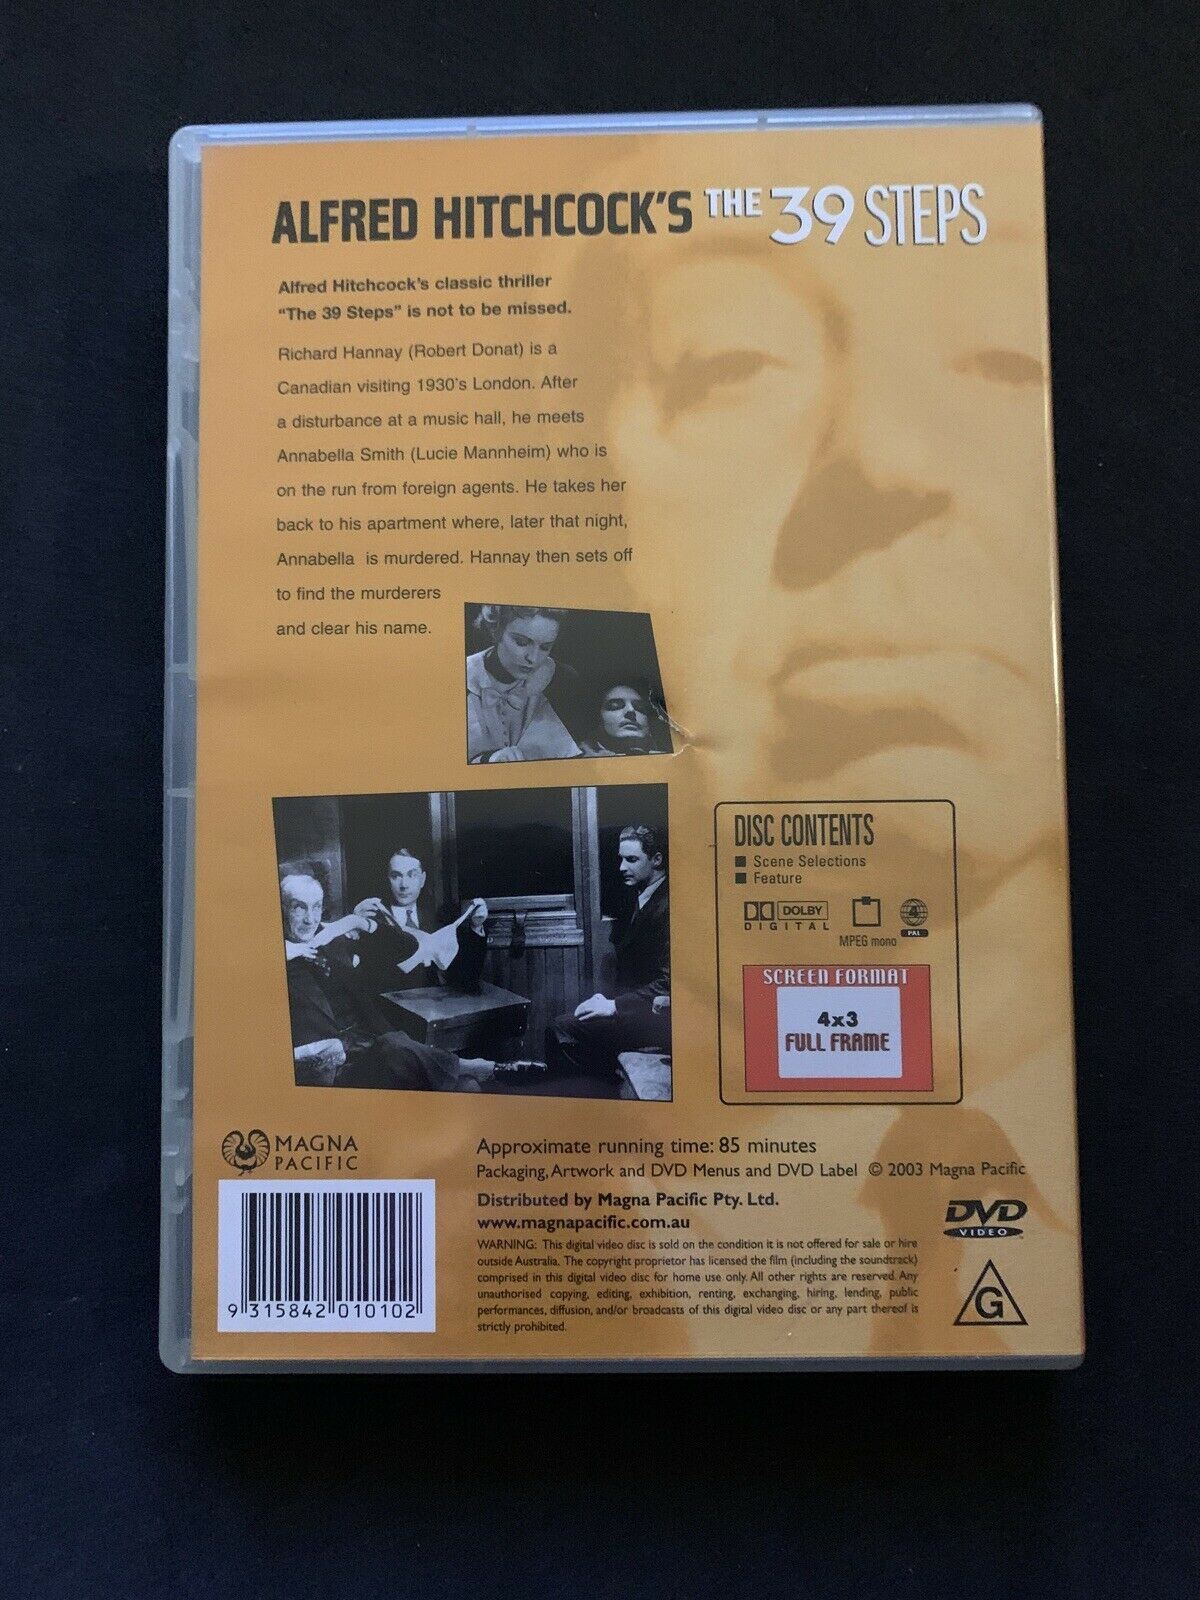 ALFRED HITCHCOCK'S THE 39 STEPS
Alfred Hitchcock's classic thriller
"The 39 Steps" is not to be missed.
Richard Hannay (Robert Donat) is a
Canadian visiting 1930's London. After
a disturbance at a music hall, he meets
Annabella Smith (Lucie Mannheim) who is
on the run from foreign agents. He takes her
back to his apartment where, later that night,
Annabella is murdered. Hannay then sets off
to find the murderers
and clear his name.
DISC CONTENTS
Scene Selections
Feature
DOLBY
DIGITAL
MPEG mono
4
PAL
SCREEN FORMAT
4x3
FULL FRAME
MAGNA
PACIFIC
Approximate running time: 85 minutes
Packaging, Artwork and DVD Menus and DVD Label © 2003 Magna Pacific
Distributed by Magna Pacific Pty. Ltd.
www.magnapacific.com.au
WARNING: This digital video disc is sold on the condition it is not offered for sale or hire
outside Australia. The copyright proprietor has licensed the film (including the soundtrack)
comprised in this digital video disc for home use only. All other rights are reserved. Any
unauthorised copying, editing, exhibition, renting, exchanging, hiring, lending, public
performances, diffusion, and/or broadcasts of this digital video disc or any part thereof is
strictly prohibited.
DVD
VIDEO
G
9 315842 010102